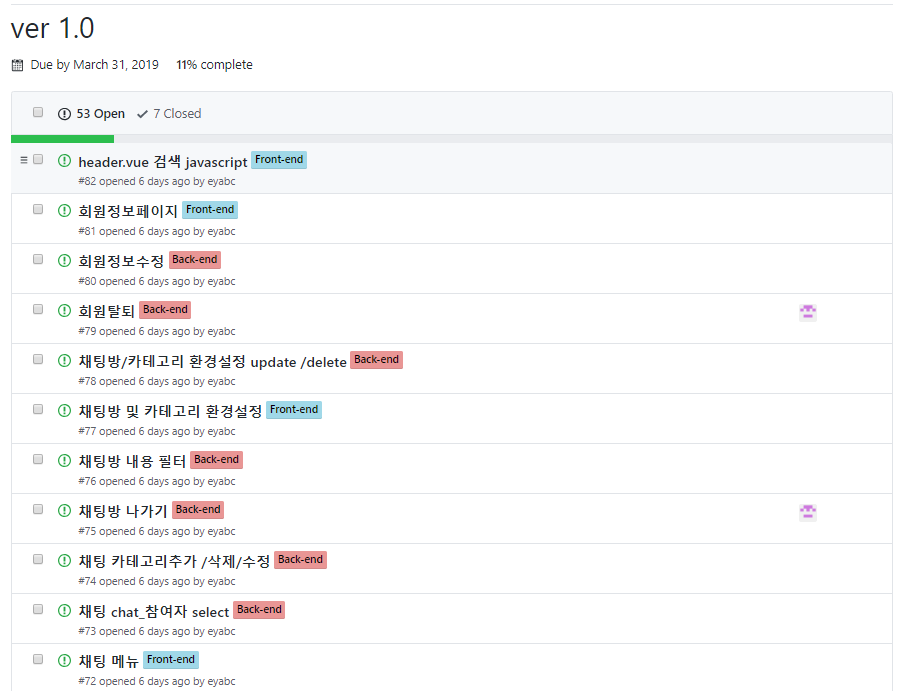 ver 1.0
Due by March 31, 2019 11% complete
53 Open 7 Closed
header.vue 검색 javascript Front-end
#82 opened 6 days ago by eyabc
회원정보페이지 Front-end
#81 opened 6 days ago by eyabc
회원정보수정 Back-end
#80 opened 6 days ago by eyabc
회원탈퇴 Back-end
#79 opened 6 days ago by eyabc
채팅방/카테고리 환경설정 update /delete Back-end
#78 opened 6 days ago by eyabc
채팅방 및 카테고리 환경설정 Front-end
#77 opened 6 days ago by eyabc
채팅방 내용 필터 Back-end
#76 opened 6 days ago by eyabc
채팅방 나가기 Back-end
#75 opened 6 days ago by eyabc
채팅 카테고리추가 /삭제/수정 Back-end
#74 opened 6 days ago by eyabc
채팅 chat_참여자 select Back-end
#73 opened 6 days ago by eyabc
채팅 메뉴 Front-end
#72 opened 6 days ago by eyabc